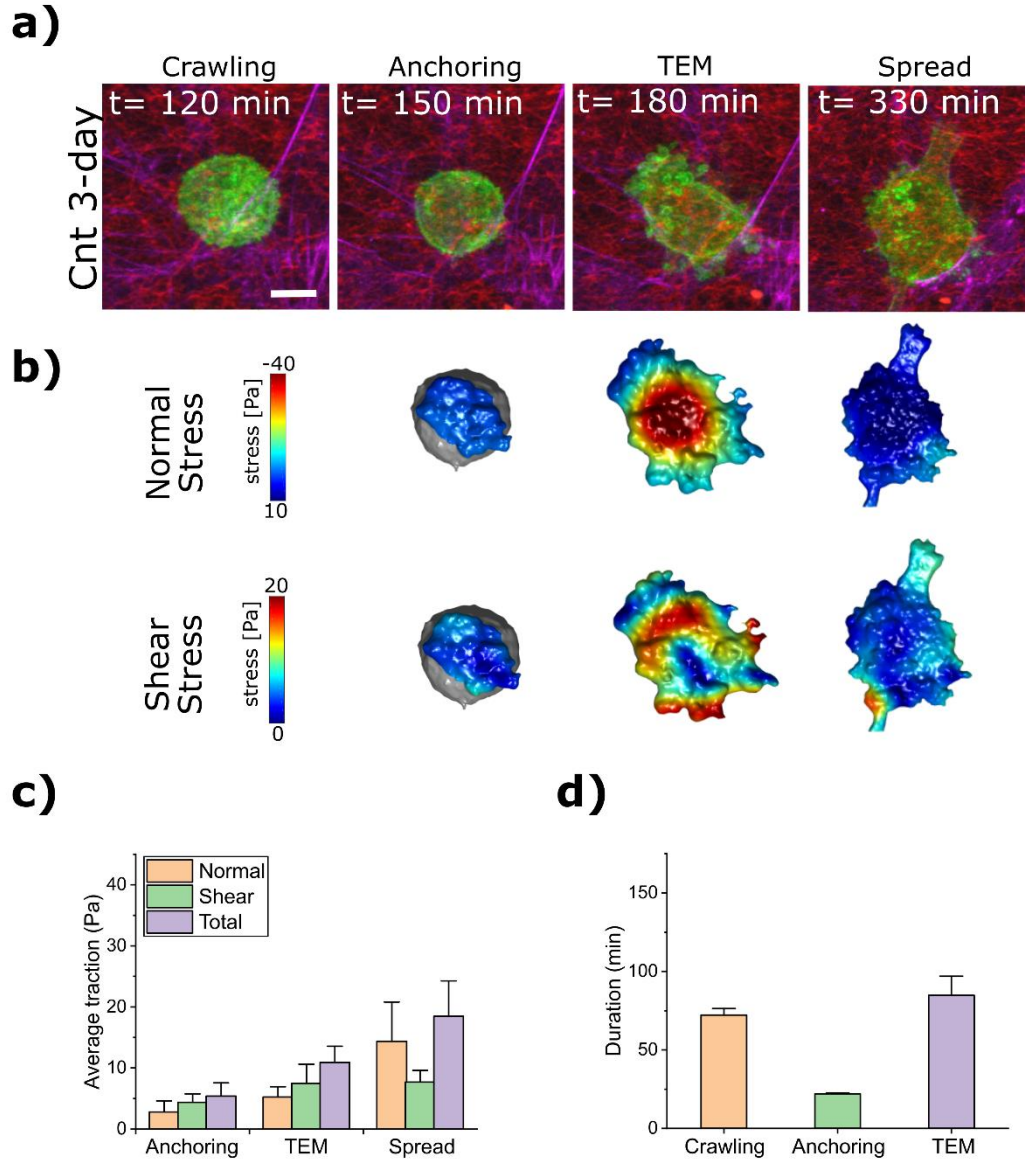 a)
Crawling
Anchoring
TEM
Spread
t= 120 min
t= 150 min
t= 180 min
t= 330 min
Cnt 3-day
b)
Normal
Stress
stress [Pa]
-40
10
Shear
Stress
stress [Pa]
20
0
c)
Average traction (Pa)
45
30
20
10
0
Normal
Shear
Total
Anchoring
TEM
Spread
d)
Duration (min)
150
100
50
0
Crawling
Anchoring
TEM